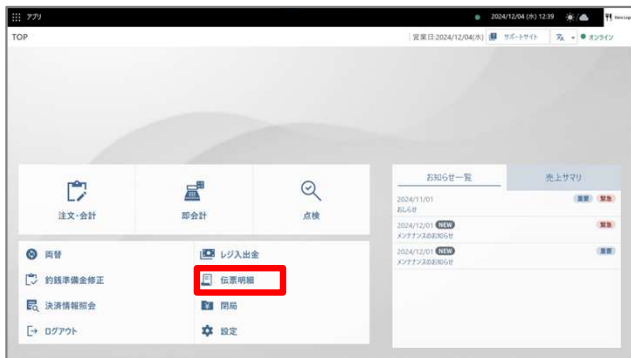 アプリ
2024/12/04 (水) 12:39
TOP
営業日:2024/12/04(水) サポートサイト オンライン
注文・会計 即会計 点検
両替 レジ入出金
釣銭準備金修正 伝票明細
決済情報照会 閉局
ログアウト 設定
お知らせ一覧 売上サマリ
2024/11/01 重要 緊急
おしらせ
2024/12/01 NEW 緊急
メンテナンスのお知らせ
2024/12/01 NEW 重要
メンテナンスのお知らせ